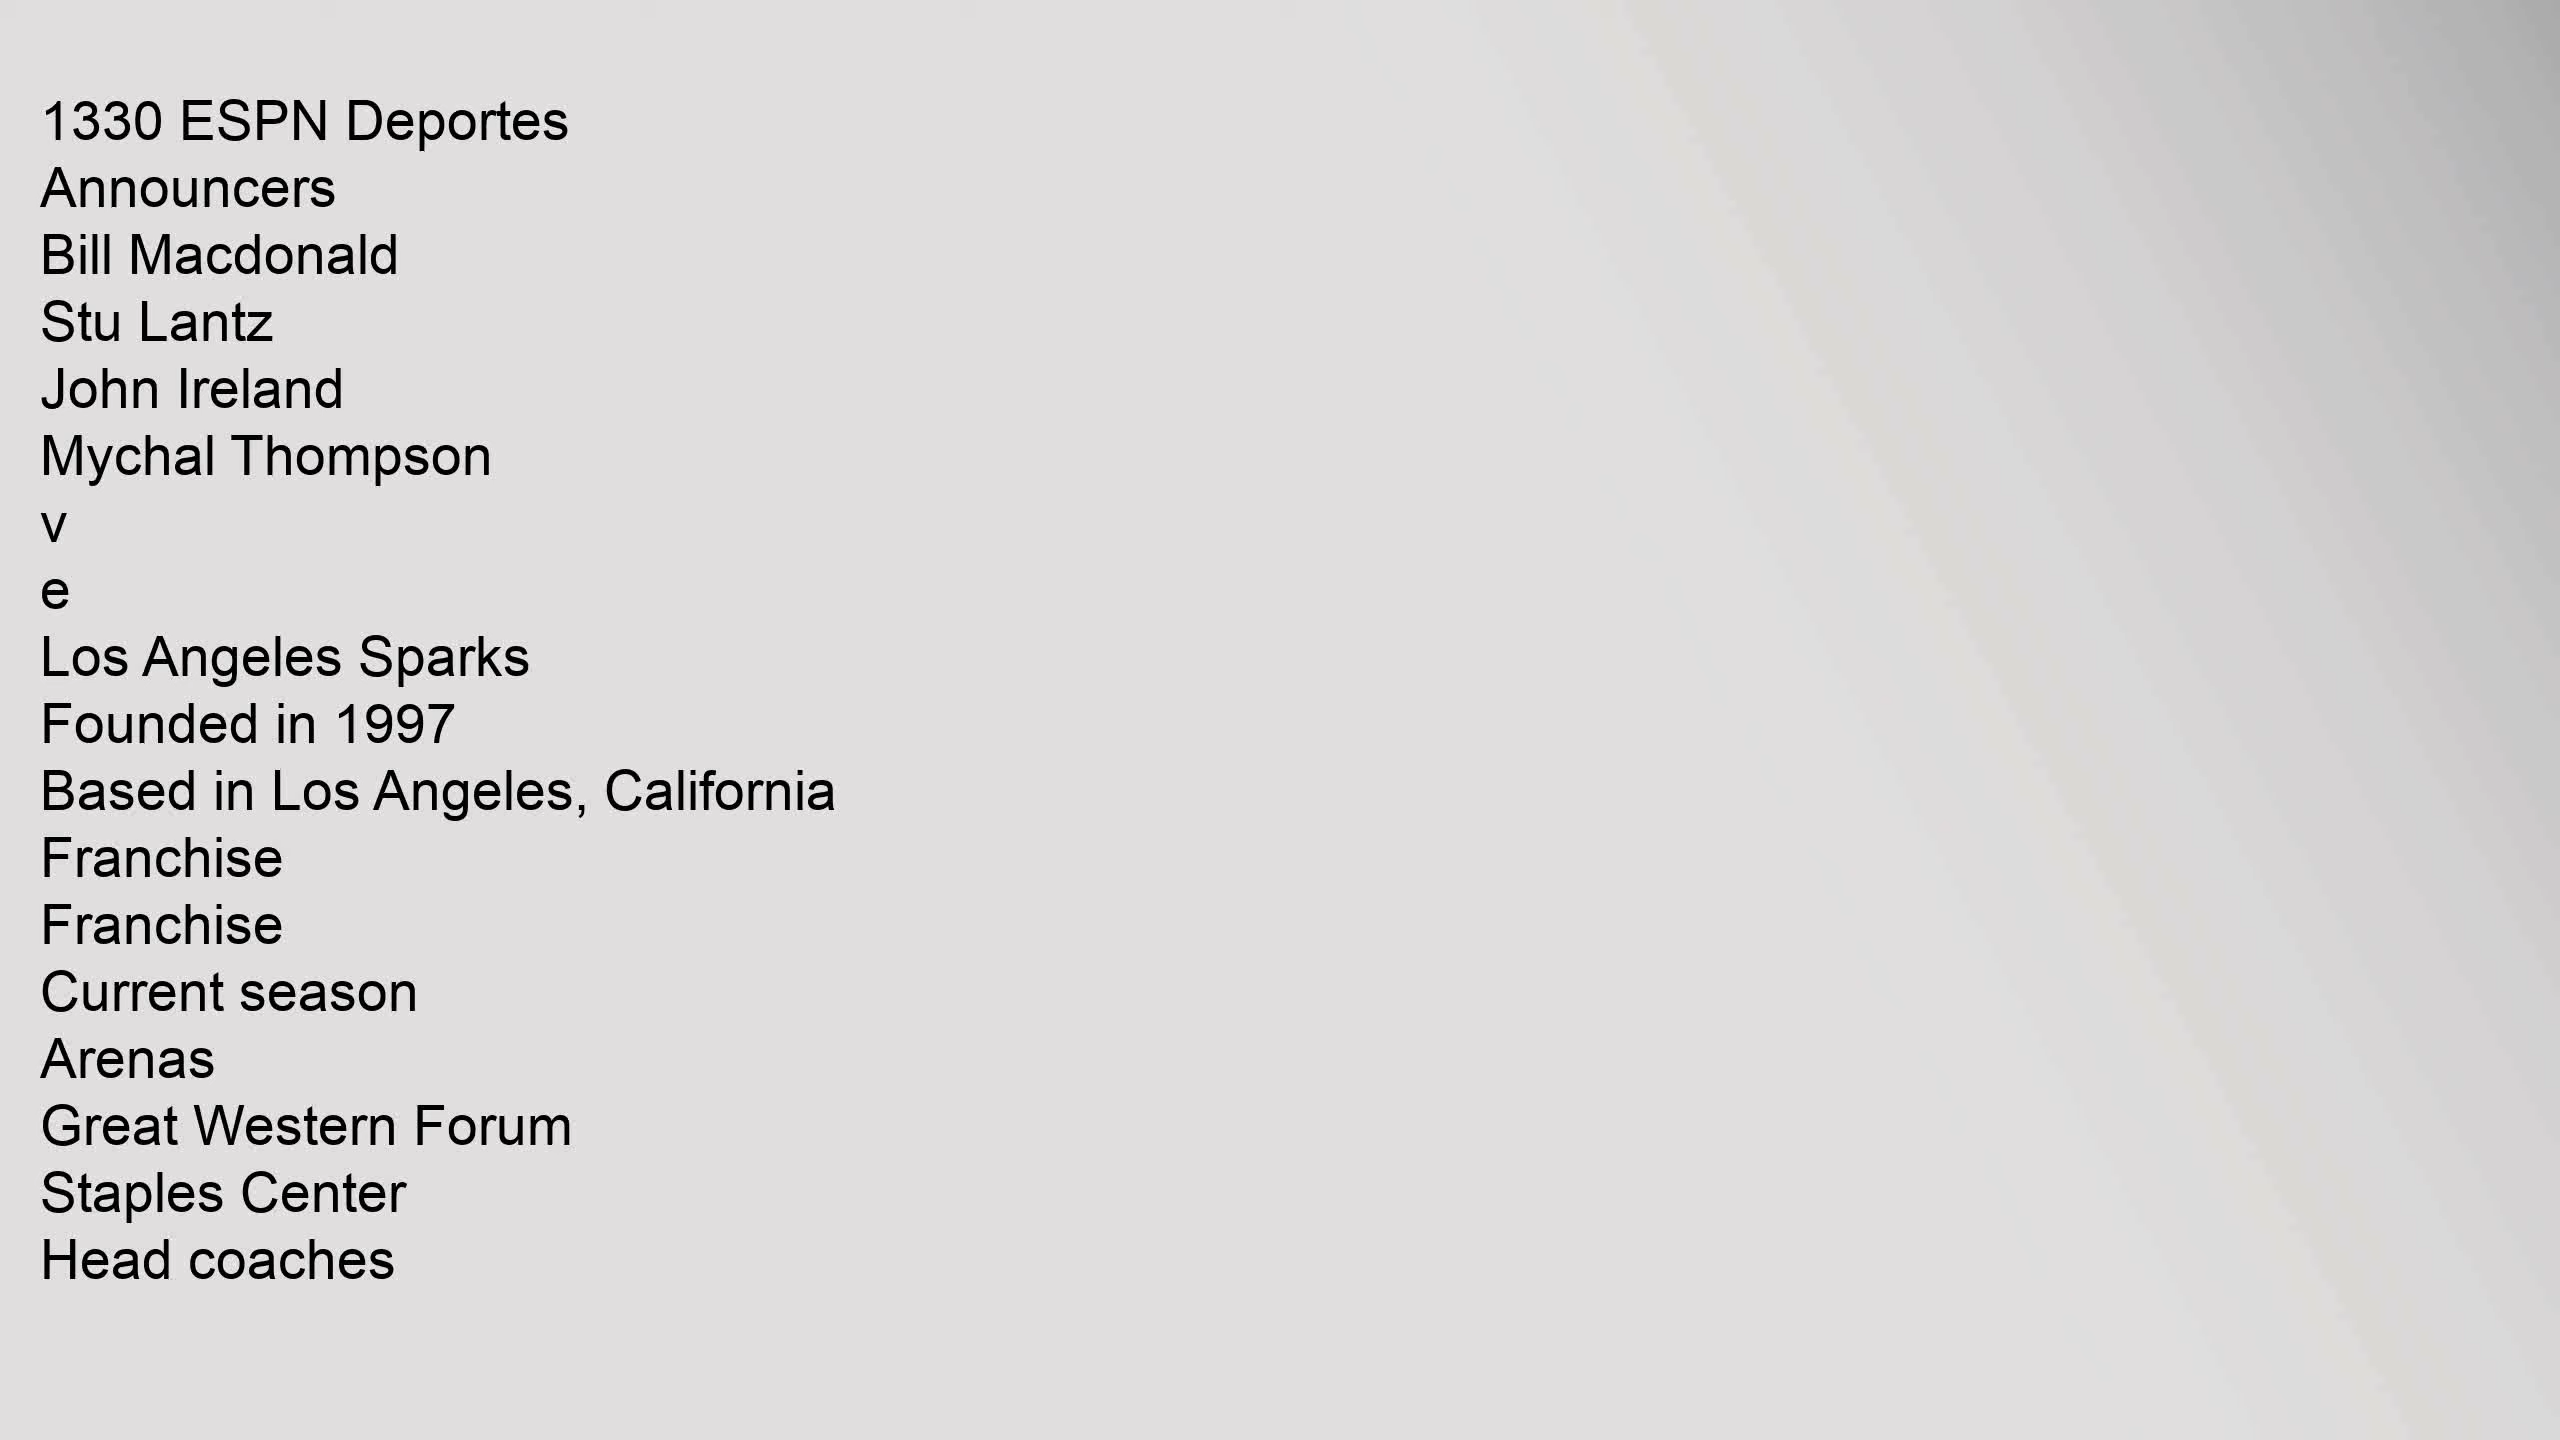 1330 ESPN Deportes
Announcers
Bill Macdonald
Stu Lantz
John Ireland
Mychal Thompson
v
e
Los Angeles Sparks
Founded in 1997
Based in Los Angeles, California
Franchise
Franchise
Current season
Arenas
Great Western Forum
Staples Center
Head coaches